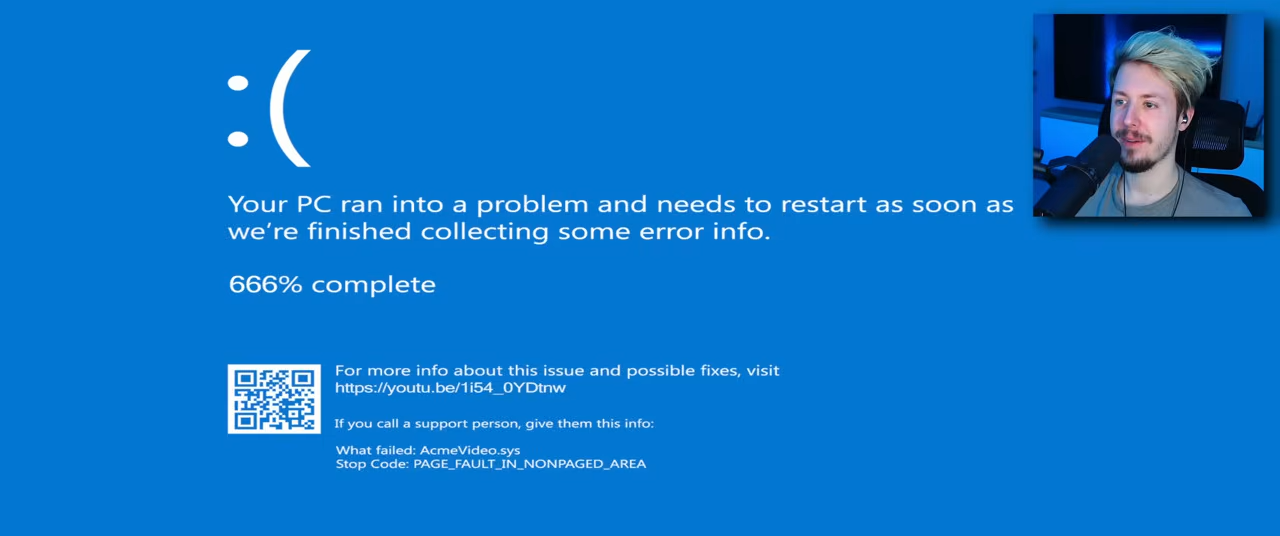 :(
Your PC ran into a problem and needs to restart as soon as
we're finished collecting some error info.
666% complete
For more info about this issue and possible fixes, visit
https://youtu.be/1i54_0YDtnw
If you call a support person, give them this info:
What failed: AcmeVideo.sys
Stop Code: PAGE_FAULT_IN_NONPAGED_AREA